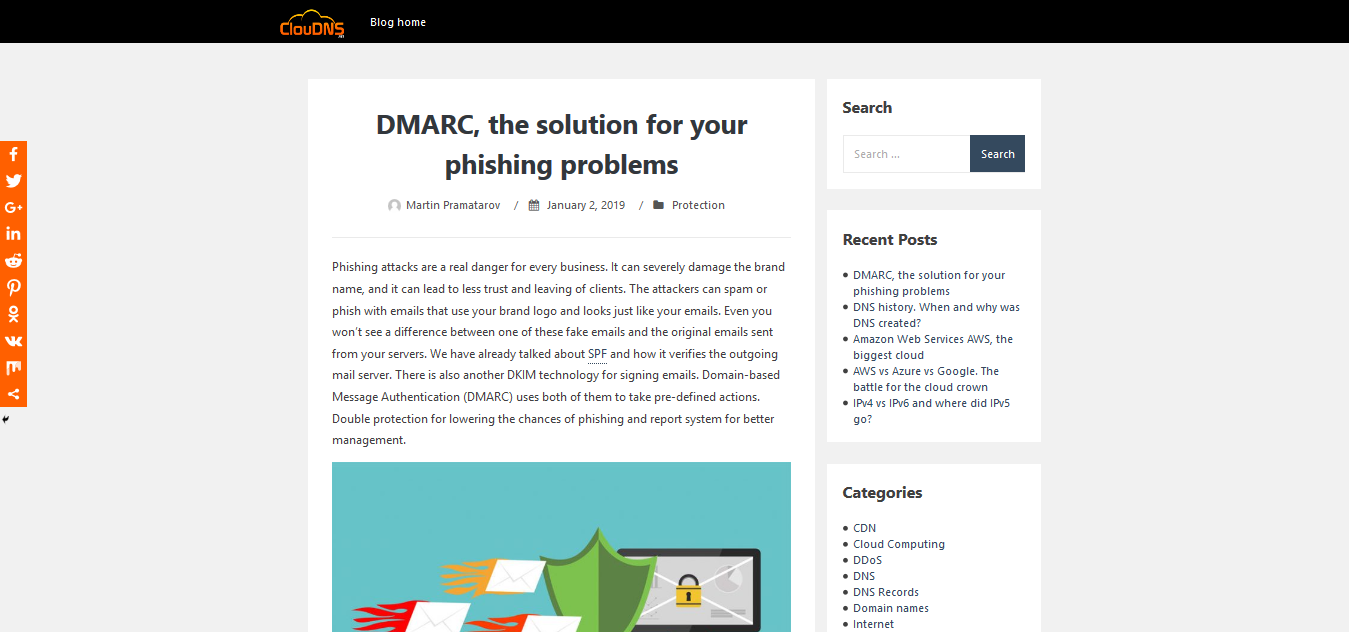 ClouDNS
.NET
Blog home
DMARC, the solution for your
phishing problems
Martin Pramatarov / January 2, 2019 / Protection
Phishing attacks are a real danger for every business. It can severely damage the brand
name, and it can lead to less trust and leaving of clients. The attackers can spam or
phish with emails that use your brand logo and looks just like your emails. Even you
won't see a difference between one of these fake emails and the original emails sent
from your servers. We have already talked about SPF and how it verifies the outgoing
mail server. There is also another DKIM technology for signing emails. Domain-based
Message Authentication (DMARC) uses both of them to take pre-defined actions.
Double protection for lowering the chances of phishing and report system for better
management.
Search
Search ...
Search
Recent Posts
DMARC, the solution for your
phishing problems
DNS history. When and why was
DNS created?
Amazon Web Services AWS, the
biggest cloud
AWS vs Azure vs Google. The
battle for the cloud crown
IPv4 vs IPv6 and where did IPv5
go?
Categories
CDN
Cloud Computing
DDoS
DNS
DNS Records
Domain names
Internet